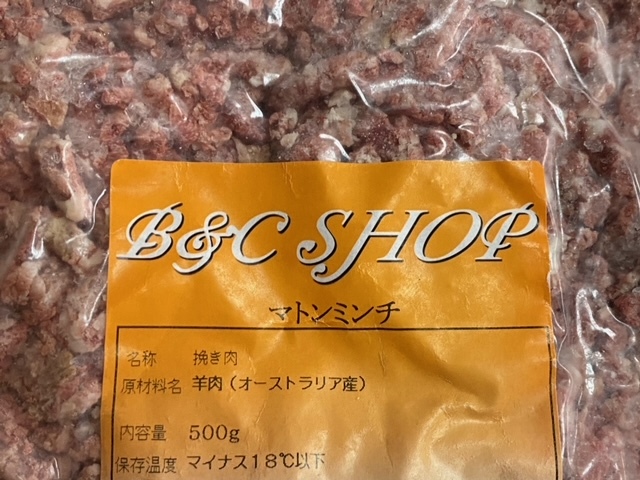 B&C SHOP
マトンミンチ
名称 挽き肉
原材料名 羊肉（オーストラリア産）
内容量 500g
保存温度 マイナス18℃以下